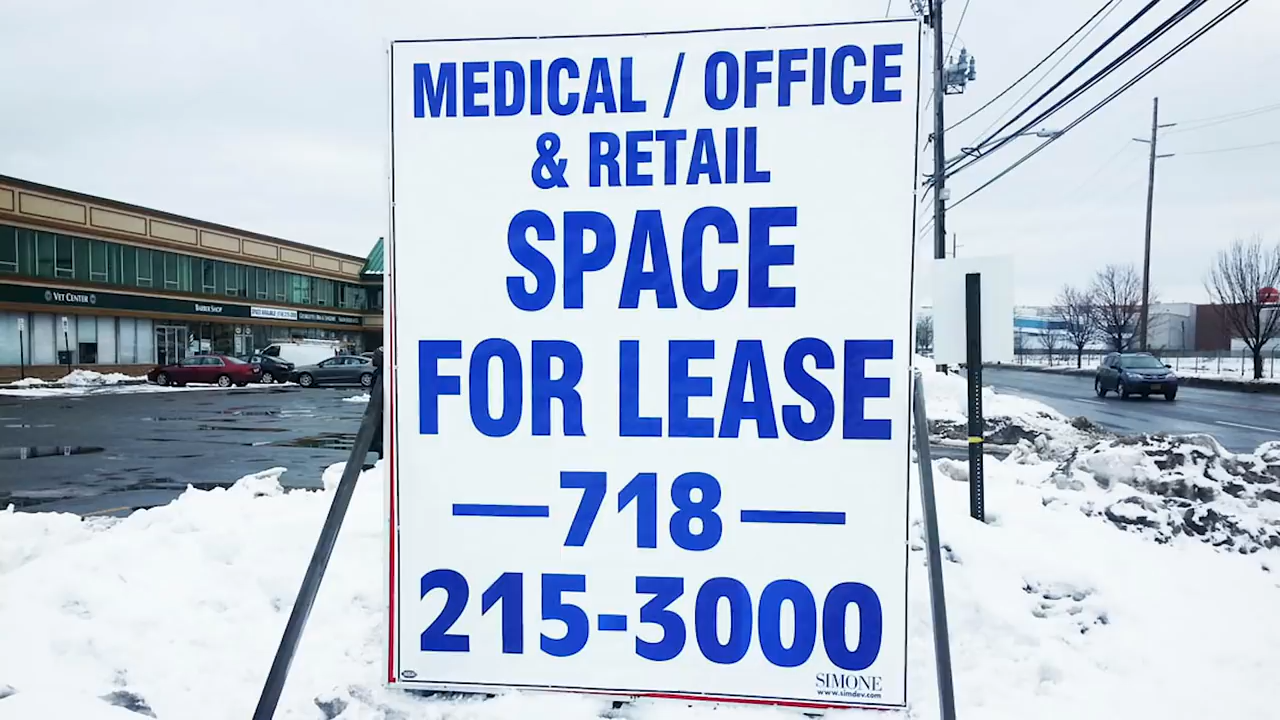 MEDICAL / OFFICE
& RETAIL
SPACE
FOR LEASE
718
215-3000
SIMONE
www.simdev.com
VET CENTER
BARBER SHOP